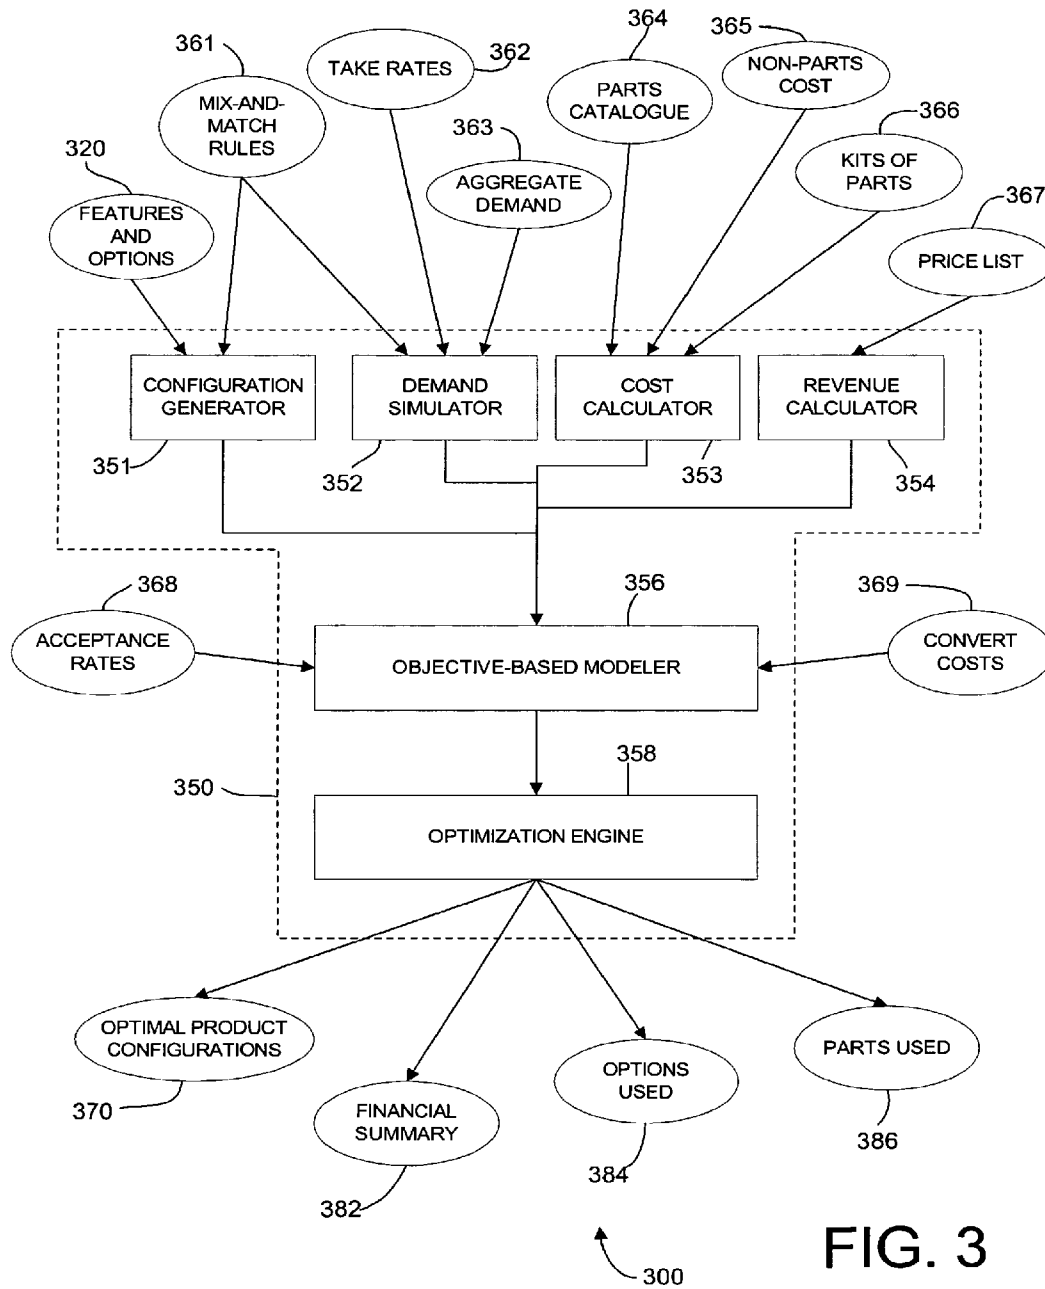 364
365
361
362
TAKE RATES
NON-PARTS
COST
PARTS
CATALOGUE
MIX-AND-
MATCH
RULES
366
363
320
KITS OF
PARTS
AGGREGATE
DEMAND
367
FEATURES
AND
OPTIONS
PRICE LIST
CONFIGURATION
GENERATOR
DEMAND
SIMULATOR
COST
CALCULATOR
REVENUE
CALCULATOR
351
352
353
354
368
356
369
ACCEPTANCE
RATES
OBJECTIVE-BASED MODELER
CONVERT
COSTS
358
350
OPTIMIZATION ENGINE
OPTIMAL PRODUCT
CONFIGURATIONS
OPTIONS
USED
PARTS USED
370
FINANCIAL
SUMMARY
386
384
382
FIG. 3
300